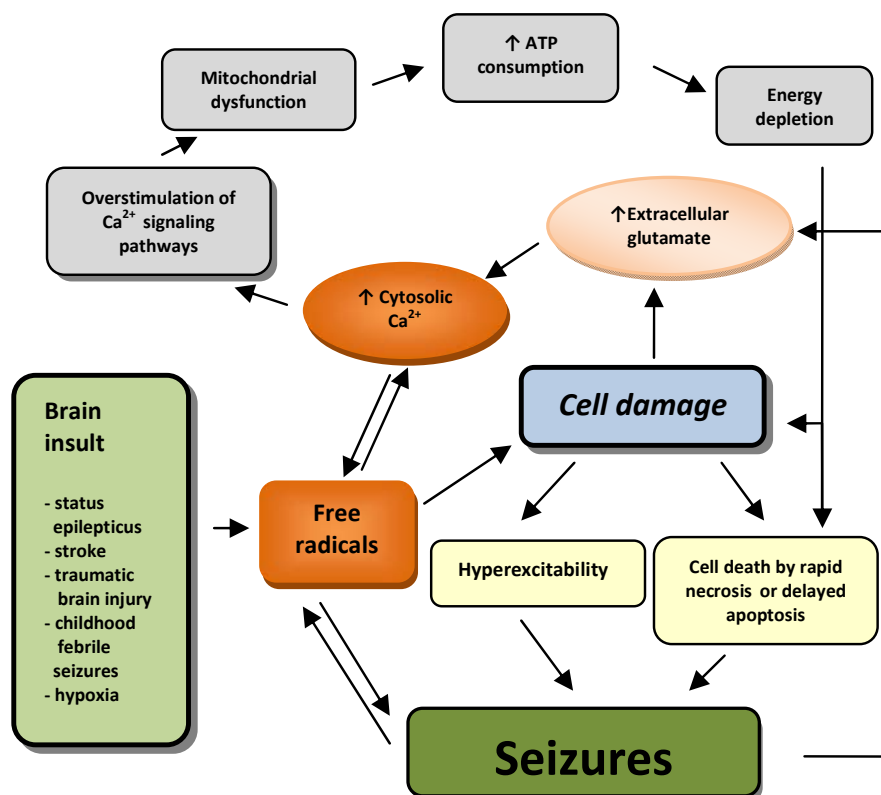 ↑ ATP
consumption
Mitochondrial
dysfunction
Energy
depletion
Overstimulation of
Ca²⁺ signaling
pathways
↑Extracellular
glutamate
↑ Cytosolic
Ca²⁺
Brain
insult
- status
epilepticus
- stroke
- traumatic
brain injury
- childhood
febrile
seizures
- hypoxia
Cell damage
Free
radicals
Hyperexcitability
Cell death by rapid
necrosis or delayed
apoptosis
Seizures